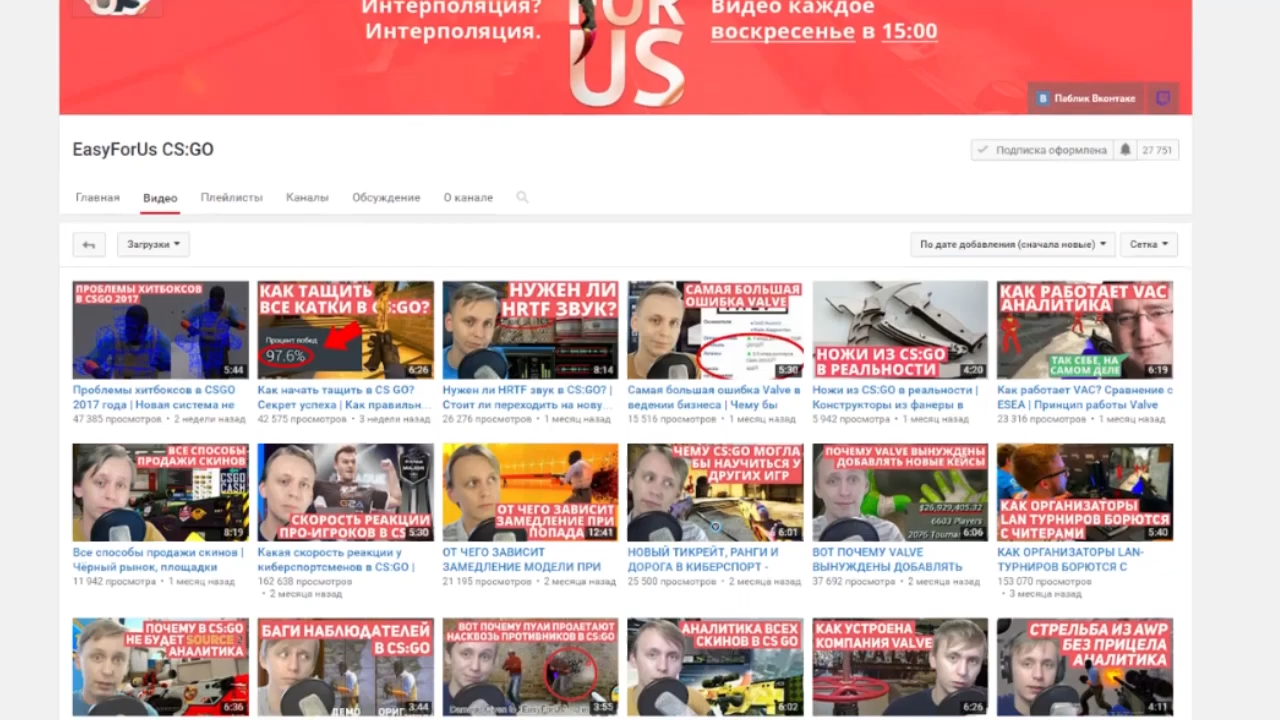 Интерполяция?
Интерполяция.
FOR
US
Видео каждое
воскресенье в 15:00
Паблик Вконтаке
EasyForUs CS:GO
Подписка оформлена
27 751
Главная
Видео
Плейлисты
Каналы
Обсуждение
О канале
Загрузки
По дате добавления (сначала новые)
Сетка
ПРОБЛЕМЫ ХИТБОКСОВ
В CSGO 2017
5:44
КАК ТАЩИТЬ
ВСЕ КАТКИ В CS:GO?
Процент побед
97.6%
6:26
НУЖЕН ЛИ
HRTF ЗВУК?
8:14
САМАЯ БОЛЬШАЯ
ОШИБКА VALVE
5:30
НОЖИ ИЗ CS:GO
В РЕАЛЬНОСТИ
4:20
КАК РАБОТАЕТ VAC
АНАЛИТИКА
ТАК СЕБЕ, НА
САМОМ ДЕЛЕ
6:19
Проблемы хитбоксов в CSGO
2017 года | Новая система не
47 385 просмотров • 2 недели назад
Как начать тащить в CS GO?
Секрет успеха | Как правильн...
42 575 просмотров • 3 недели назад
Нужен ли HRTF звук в CS:GO? |
Стоит ли переходить на нову...
26 276 просмотров • 1 месяц назад
Самая большая ошибка Valve в
ведении бизнеса | Чему бы
15 516 просмотров • 1 месяц назад
Ножи из CS:GO в реальности |
Конструкторы из фанеры в
5 942 просмотра • 1 месяц назад
Как работает VAC? Сравнение с
ESEA | Принцип работы Valve
23 316 просмотров • 1 месяц назад
ВСЕ СПОСОБЫ
ПРОДАЖИ СКИНОВ
8:19
СКОРОСТЬ РЕАКЦИИ
ПРО-ИГРОКОВ В CS
5:30
ОТ ЧЕГО ЗАВИСИТ
ЗАМЕДЛЕНИЕ ПРИ
ПОПАДА
12:41
ЧЕМУ CS:GO МОГЛА
БЫ НАУЧИТЬСЯ У
ДРУГИХ ИГР
6:01
ПОЧЕМУ VALVE ВЫНУЖДЕНЫ
ДОБАВЛЯТЬ НОВЫЕ КЕЙСЫ
$26,929,405.32
6603 Players
2076 Tourna
6:06
КАК ОРГАНИЗАТОРЫ
LAN ТУРНИРОВ БОРЮТСЯ
С ЧИТЕРАМИ
5:40
Все способы продажи скинов |
Черный рынок, площадки
11 942 просмотра • 1 месяц назад
Какая скорость реакции у
киберспортсменов в CS:GO |
162 638 просмотров
• 2 месяца назад
ОТ ЧЕГО ЗАВИСИТ
ЗАМЕДЛЕНИЕ МОДЕЛИ ПРИ
21 195 просмотров • 2 месяца назад
НОВЫЙ ТИКРЕЙТ, РАНГИ И
ДОРОГА В КИБЕРСПОРТ -
25 500 просмотров • 2 месяца назад
ВОТ ПОЧЕМУ VALVE
ВЫНУЖДЕНЫ ДОБАВЛЯТЬ
37 692 просмотра • 2 месяца назад
КАК ОРГАНИЗАТОРЫ LAN-
ТУРНИРОВ БОРЮТСЯ С
153 070 просмотров
• 3 месяца назад
ПОЧЕМУ В CS:GO
НЕ БУДЕТ SOURCE
АНАЛИТИКА
6:36
БАГИ НАБЛЮДАТЕЛЕЙ
В CS:GO
ДЕМО
ОРИГ
3:44
ВОТ ПОЧЕМУ ПУЛИ ПРОЛЕТАЮТ
НАСКВОЗЬ ПРОТИВНИКОВ В CS:GO
3:55
АНАЛИТИКА ВСЕХ
СКИНОВ В CS GO
6:02
КАК УСТРОЕНА
КОМПАНИЯ VALVE
6:26
СТРЕЛЬБА ИЗ AWP
БЕЗ ПРИЦЕЛА
АНАЛИТИКА
4:11